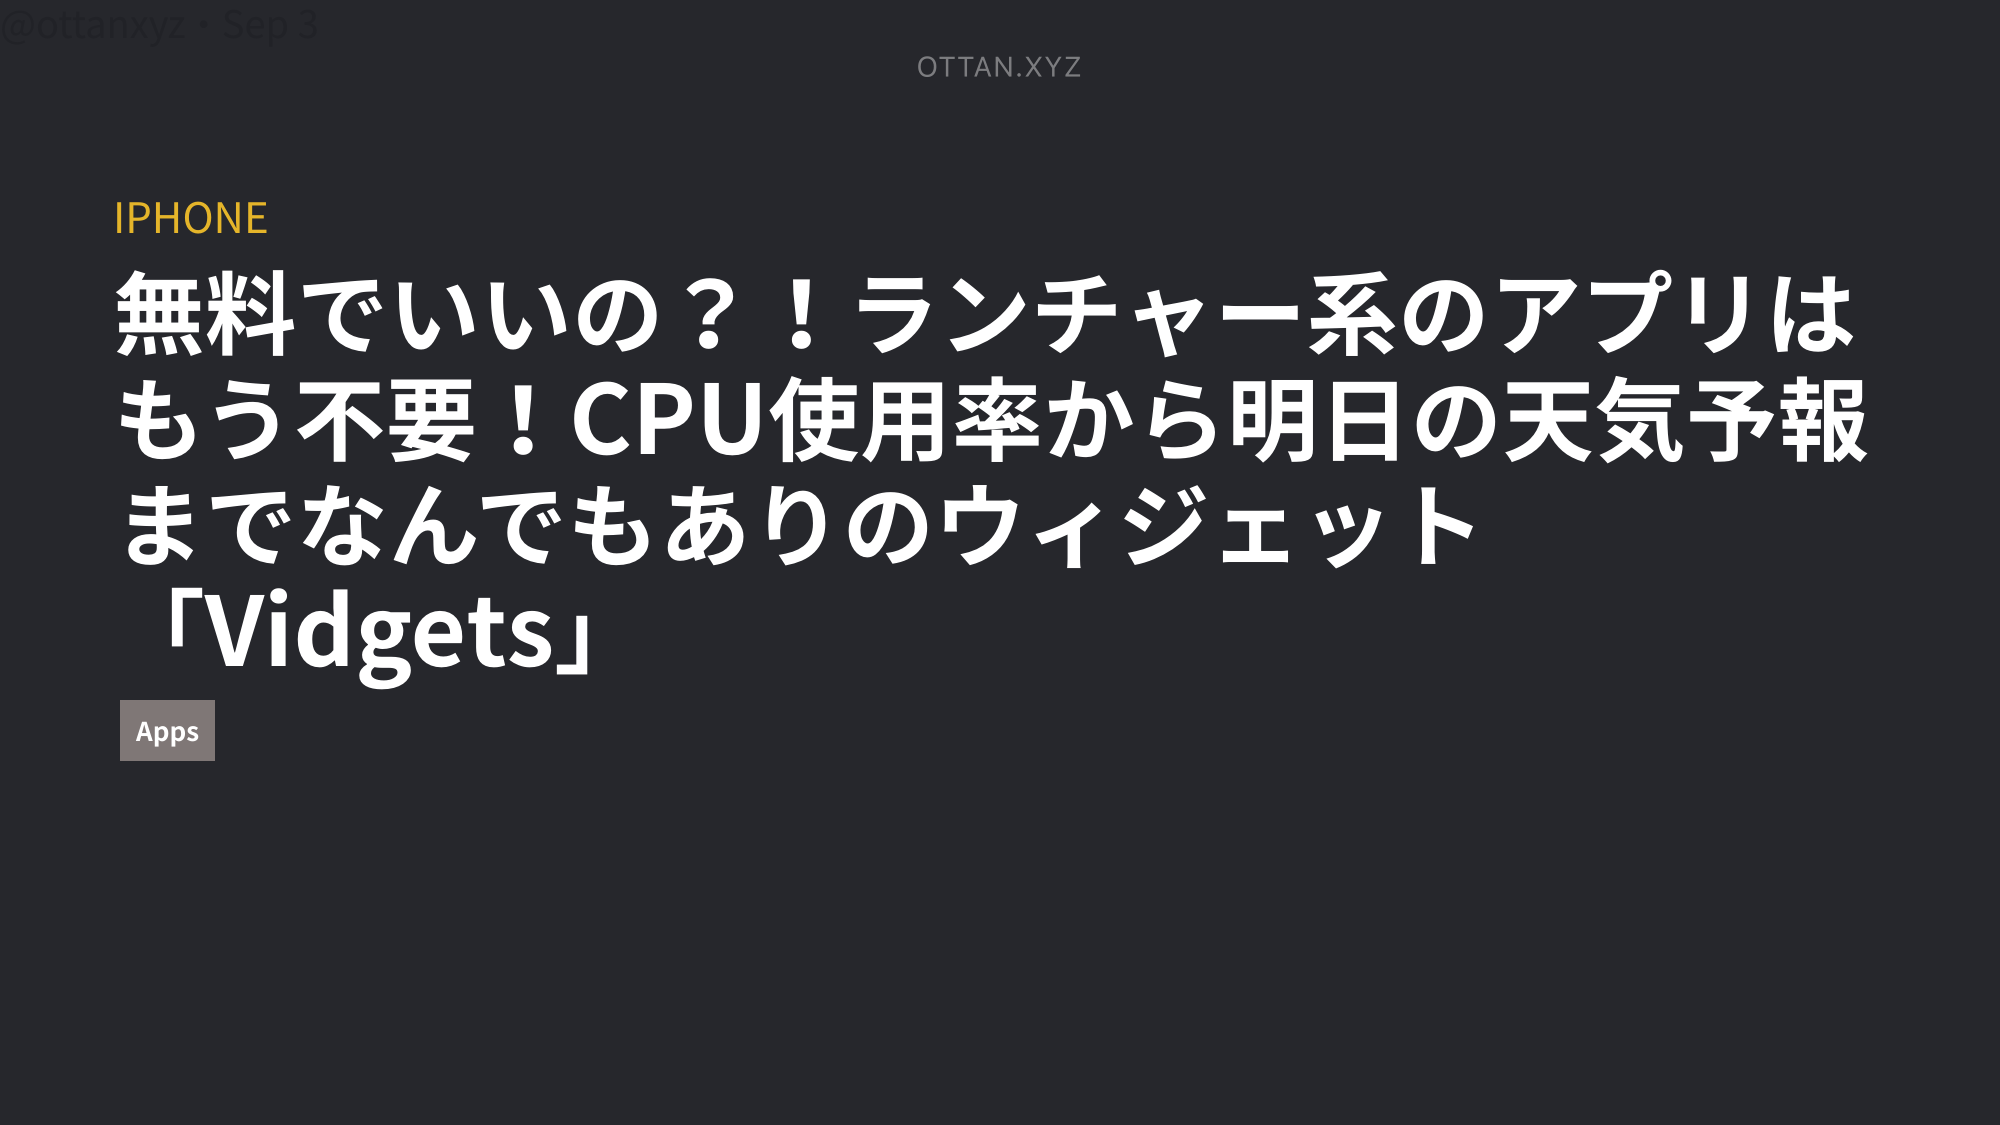 @ottanxyz・Sep 3
OTTAN.XYZ
IPHONE
無料でいいの？！ランチャー系のアプリは
もう不要！CPU使用率から明日の天気予報
までなんでもありのウィジェット
「Vidgets」
Apps